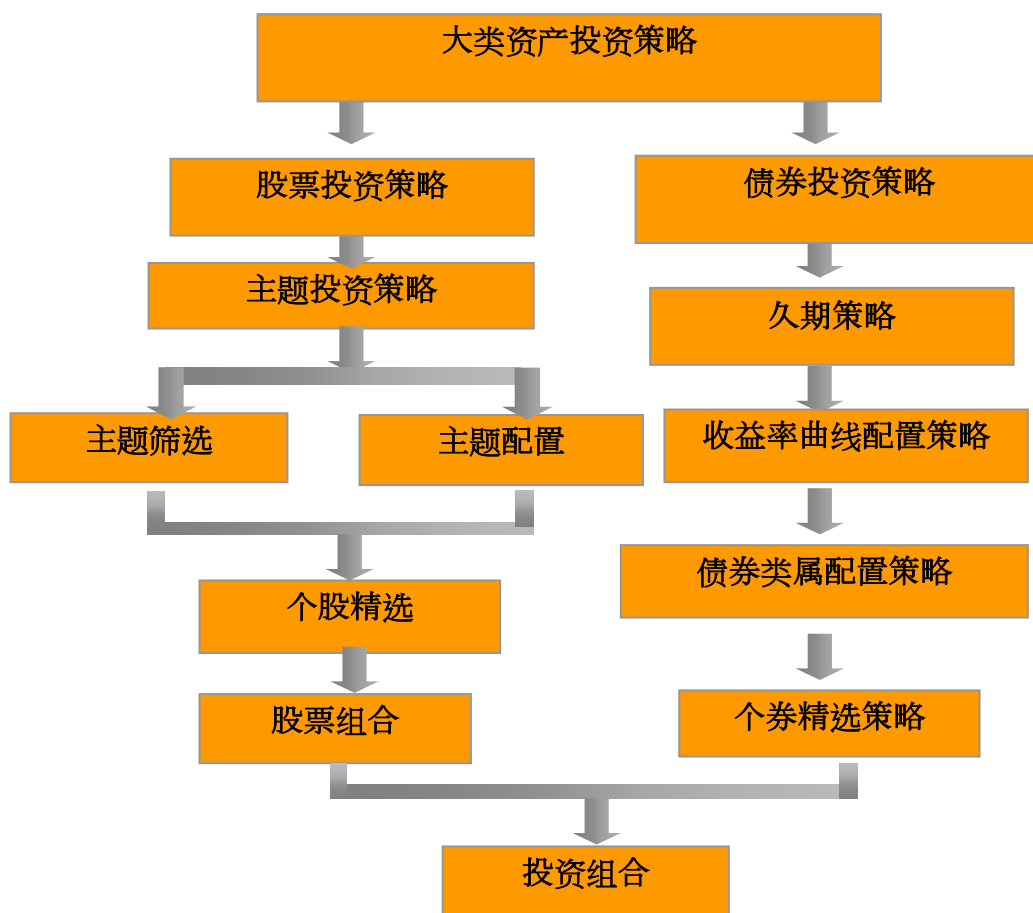 大类资产投资策略
股票投资策略
债券投资策略
主题投资策略
久期策略
主题筛选
主题配置
收益率曲线配置策略
债券类属配置策略
个股精选
股票组合
个券精选策略
投资组合